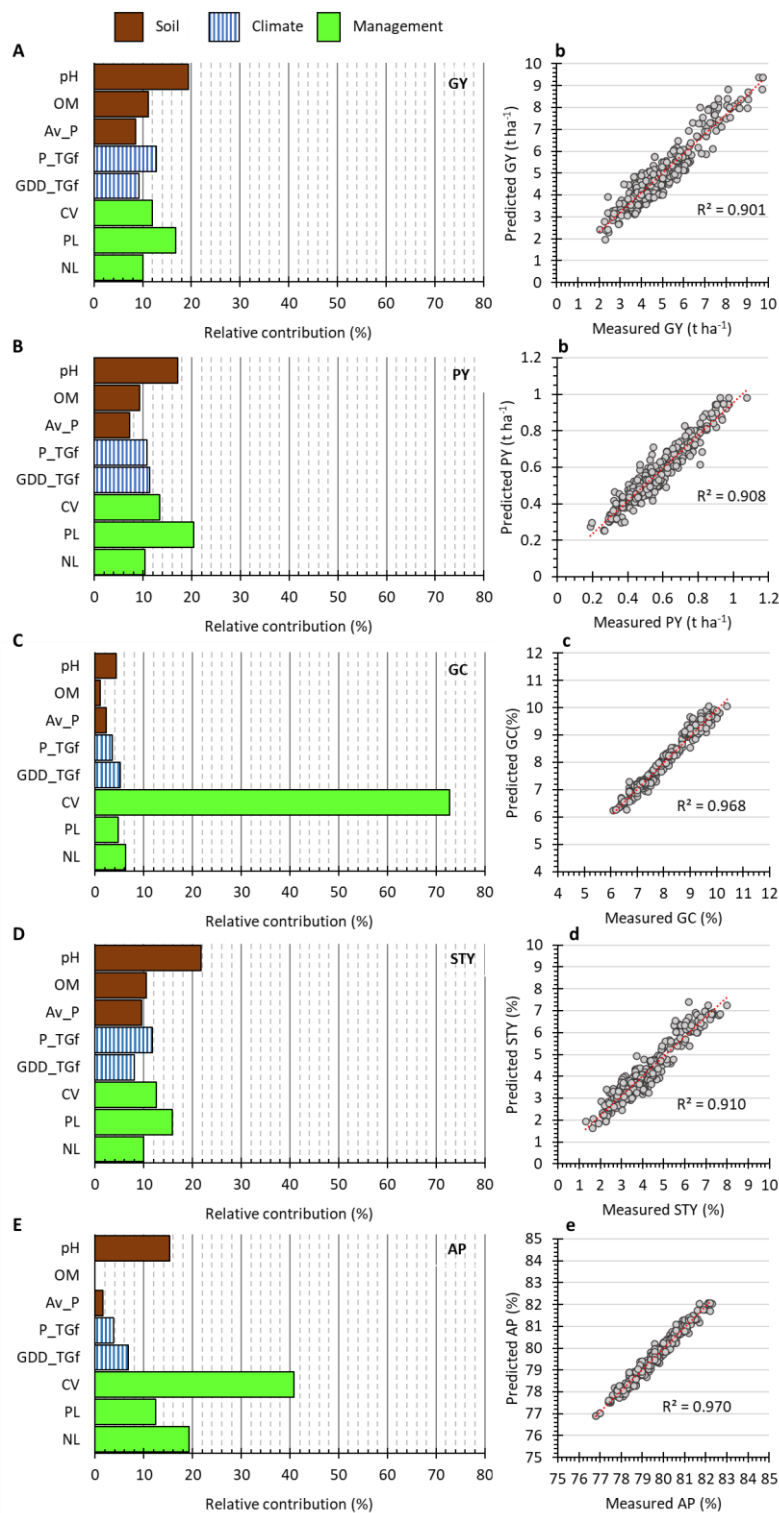 Soil Climate Management
A
GY
pH
OM
Av_P
P_TGf
GDD_TGf
CV
PL
NL
0 10 20 30 40 50 60 70 80
Relative contribution (%)
b
Predicted GY (t ha⁻¹)
10
9
8
7
6
5
4
3
2
1
0
R² = 0.901
0 1 2 3 4 5 6 7 8 9 10
Measured GY (t ha⁻¹)
B
PY
pH
OM
Av_P
P_TGf
GDD_TGf
CV
PL
NL
0 10 20 30 40 50 60 70 80
Relative contribution (%)
b
Predicted PY (t ha⁻¹)
1.2
1
0.8
0.6
0.4
0.2
0
R² = 0.908
0 0.2 0.4 0.6 0.8 1 1.2
Measured PY (t ha⁻¹)
C
GC
pH
OM
Av_P
P_TGf
GDD_TGf
CV
PL
NL
0 10 20 30 40 50 60 70 80
Relative contribution (%)
c
Predicted GC(%)
12
11
10
9
8
7
6
5
4
R² = 0.968
4 5 6 7 8 9 10 11 12
Measured GC (%)
D
STY
pH
OM
Av_P
P_TGf
GDD_TGf
CV
PL
NL
0 10 20 30 40 50 60 70 80
Relative contribution (%)
d
Predicted STY (%)
10
9
8
7
6
5
4
3
2
1
0
R² = 0.910
0 1 2 3 4 5 6 7 8 9 10
Measured STY (%)
E
AP
pH
OM
Av_P
P_TGf
GDD_TGf
CV
PL
NL
0 10 20 30 40 50 60 70 80
Relative contribution (%)
e
Predicted AP (%)
85
84
83
82
81
80
79
78
77
76
75
R² = 0.970
75 76 77 78 79 80 81 82 83 84 85
Measured AP (%)